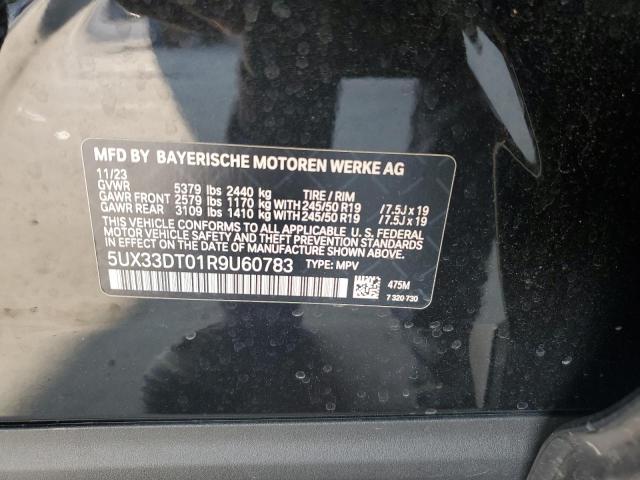 MFD BY BAYERISCHE MOTOREN WERKE AG
11/23
GVWR 5379 lbs 2440 kg TIRE / RIM
GAWR FRONT 2579 lbs 1170 kg WITH 245/50 R19 /7.5J x 19
GAWR REAR 3109 lbs 1410 kg WITH 245/50 R19 /7.5J x 19
THIS VEHICLE CONFORMS TO ALL APPLICABLE U. S. FEDERAL
MOTOR VEHICLE SAFETY AND THEFT PREVENTION STANDARDS
IN EFFECT ON THE DATE OF MANUFACTURE SHOWN ABOVE.
5UX33DT01R9U60783 TYPE: MPV
475M
7 320 730